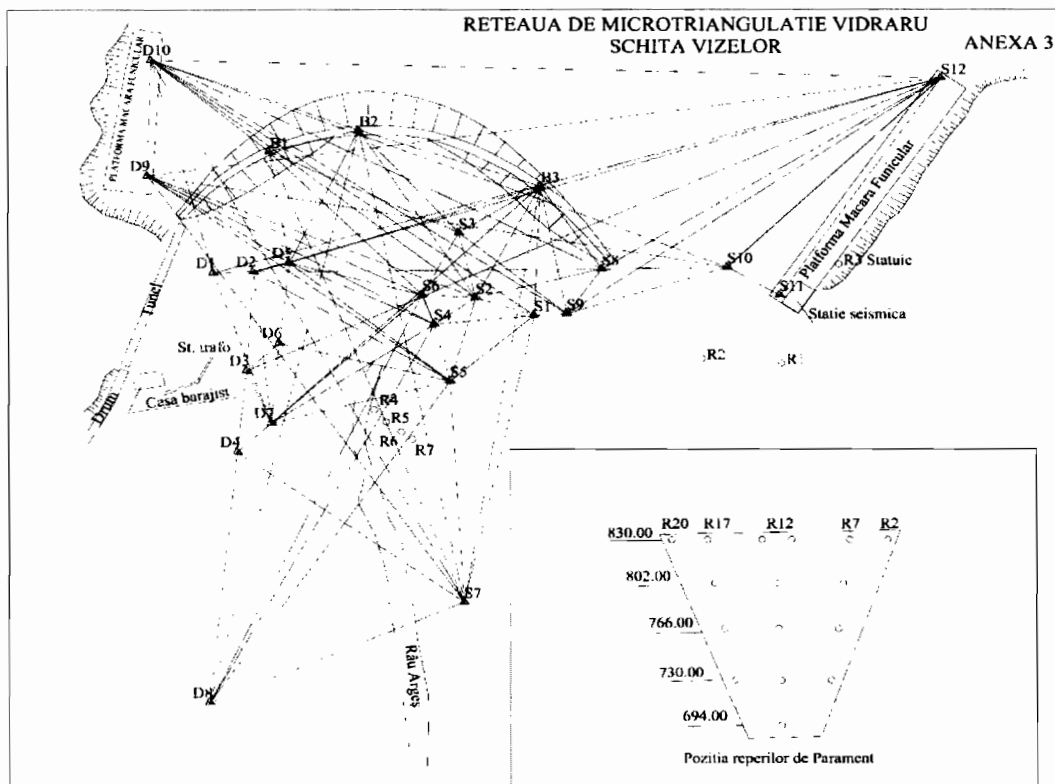 RETEAUA DE MICROTRIANGULATIE VIDRARU
SCHITA VIZELOR
ANEXA 3
D10
S12
PLATFORMA MACARA FUNICULAR
B2
B1
D9
B3
Platforma Macara Funicular
S3
D1
D2
D5
S8
S10
R3 Statuie
S6
S2
S11
S4
S1
S9
Statie seismica
Tunel
D6
St. trafo
D3
R2
S5
Casa barajist
R4
Drum
D7
R5
D4
R6
R7
S7
Râu Argeș
D8
R20
R17
R12
R7
R2
830.00
802.00
766.00
730.00
694.00
Pozitia reperilor de Parament